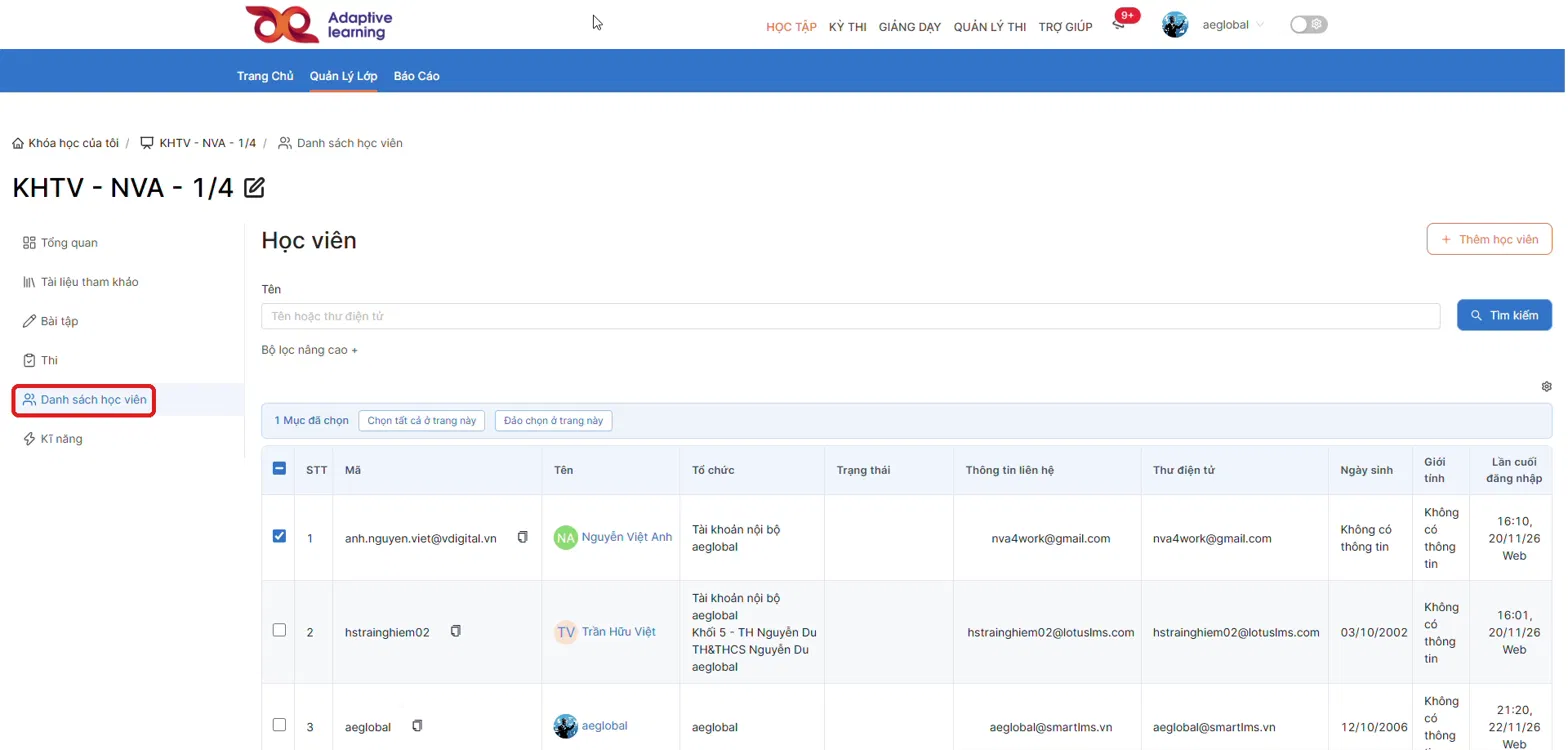 Adaptive
learning
HỌC TẬP KỲ THI GIẢNG DẠY QUẢN LÝ THI TRỢ GIÚP 9+ aeglobal
Trang Chủ Quản Lý Lớp Báo Cáo
Khóa học của tôi / KHTV - NVA - 1/4 / Danh sách học viên
KHTV - NVA - 1/4
Tổng quan
Tài liệu tham khảo
Bài tập
Thi
Danh sách học viên
Kĩ năng
Học viên
+ Thêm học viên
Tên
Tên hoặc thư điện tử
Tìm kiếm
Bộ lọc nâng cao +
1 Mục đã chọn Chọn tất cả ở trang này Đảo chọn ở trang này
STT Mã Tên Tổ chức Trạng thái Thông tin liên hệ Thư điện tử Ngày sinh Giới tính Lần cuối đăng nhập
1 anh.nguyen.viet@vdigital.vn NA Nguyễn Việt Anh Tài khoản nội bộ aeglobal nva4work@gmail.com nva4work@gmail.com Không có thông tin Không có thông tin 16:10, 20/11/26 Web
2 hstrainghiem02 TV Trần Hữu Việt Tài khoản nội bộ aeglobal Khối 5 - TH Nguyễn Du TH&THCS Nguyễn Du aeglobal hstrainghiem02@lotuslms.com hstrainghiem02@lotuslms.com 03/10/2002 Không có thông tin 16:01, 20/11/26 Web
3 aeglobal aeglobal aeglobal aeglobal@smartlms.vn aeglobal@smartlms.vn 12/10/2006 Không có thông 21:20, 22/11/26 Web